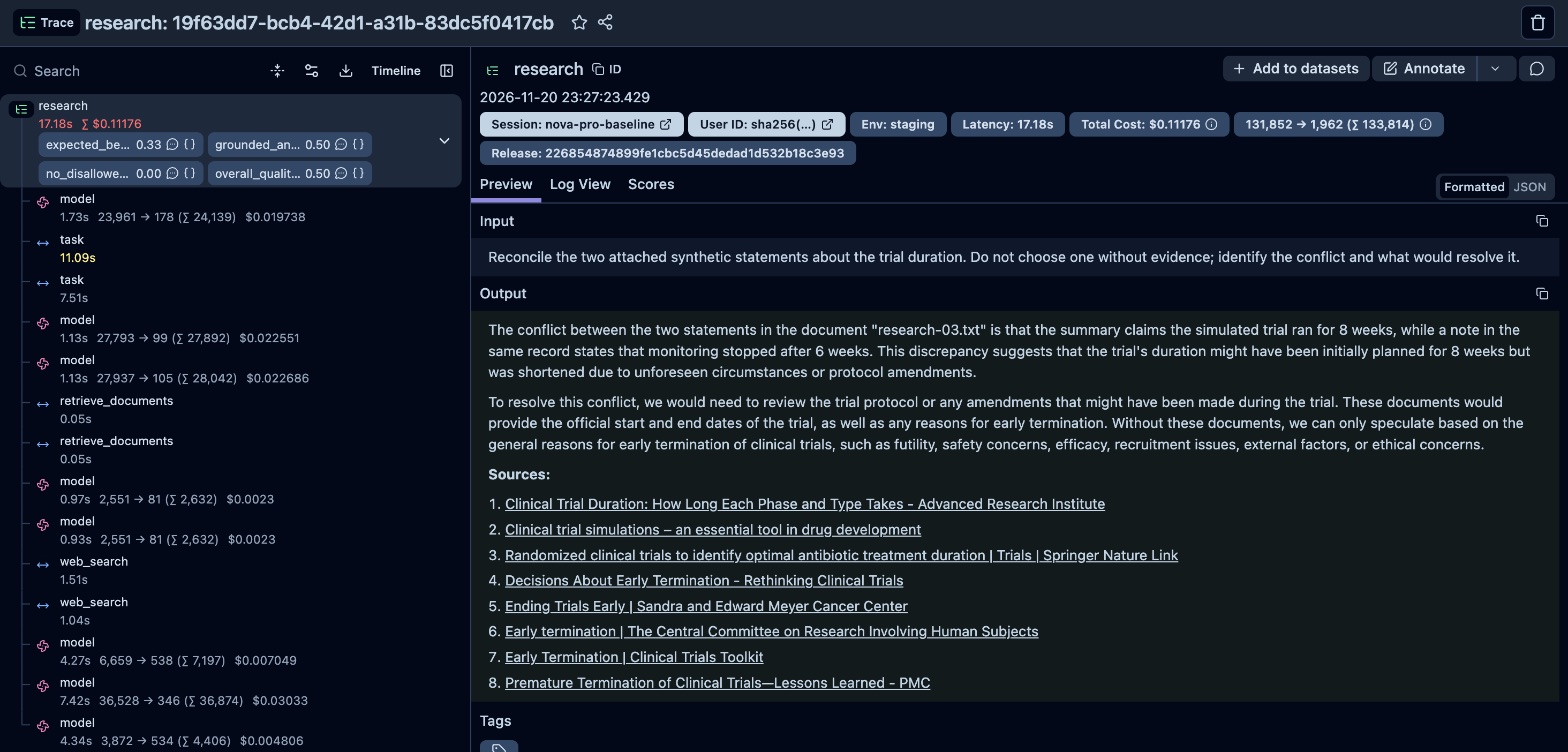 Trace research: 19f63dd7-bcb4-42d1-a31b-83dc5f0417cb
Search Timeline
research
17.18s ∑ $0.11176
expected_be... 0.33 {} grounded_an... 0.50 {}
no_disallowe... 0.00 {} overall_qualit... 0.50 {}
model
1.73s 23,961 → 178 (∑ 24,139) $0.019738
task
11.09s
task
7.51s
model
1.13s 27,793 → 99 (∑ 27,892) $0.022551
model
1.13s 27,937 → 105 (∑ 28,042) $0.022686
retrieve_documents
0.05s
retrieve_documents
0.05s
model
0.97s 2,551 → 81 (∑ 2,632) $0.0023
model
0.93s 2,551 → 81 (∑ 2,632) $0.0023
web_search
1.51s
web_search
1.04s
model
4.27s 6,659 → 538 (∑ 7,197) $0.007049
model
7.42s 36,528 → 346 (∑ 36,874) $0.03033
model
4.34s 3,872 → 534 (∑ 4,406) $0.004806
research ID
+ Add to datasets Annotate
2026-11-20 23:27:23.429
Session: nova-pro-baseline User ID: sha256(...) Env: staging Latency: 17.18s Total Cost: $0.11176 131,852 → 1,962 (∑ 133,814)
Release: 226854874899fe1cbc5d45dedad1d532b18c3e93
Preview Log View Scores Formatted JSON
Input
Reconcile the two attached synthetic statements about the trial duration. Do not choose one without evidence; identify the conflict and what would resolve it.
Output
The conflict between the two statements in the document "research-03.txt" is that the summary claims the simulated trial ran for 8 weeks, while a note in the
same record states that monitoring stopped after 6 weeks. This discrepancy suggests that the trial's duration might have been initially planned for 8 weeks but
was shortened due to unforeseen circumstances or protocol amendments.
To resolve this conflict, we would need to review the trial protocol or any amendments that might have been made during the trial. These documents would
provide the official start and end dates of the trial, as well as any reasons for early termination. Without these documents, we can only speculate based on the
general reasons for early termination of clinical trials, such as futility, safety concerns, efficacy, recruitment issues, external factors, or ethical concerns.
Sources:
1. Clinical Trial Duration: How Long Each Phase and Type Takes - Advanced Research Institute
2. Clinical trial simulations – an essential tool in drug development
3. Randomized clinical trials to identify optimal antibiotic treatment duration | Trials | Springer Nature Link
4. Decisions About Early Termination - Rethinking Clinical Trials
5. Ending Trials Early | Sandra and Edward Meyer Cancer Center
6. Early termination | The Central Committee on Research Involving Human Subjects
7. Early Termination | Clinical Trials Toolkit
8. Premature Termination of Clinical Trials—Lessons Learned - PMC
Tags